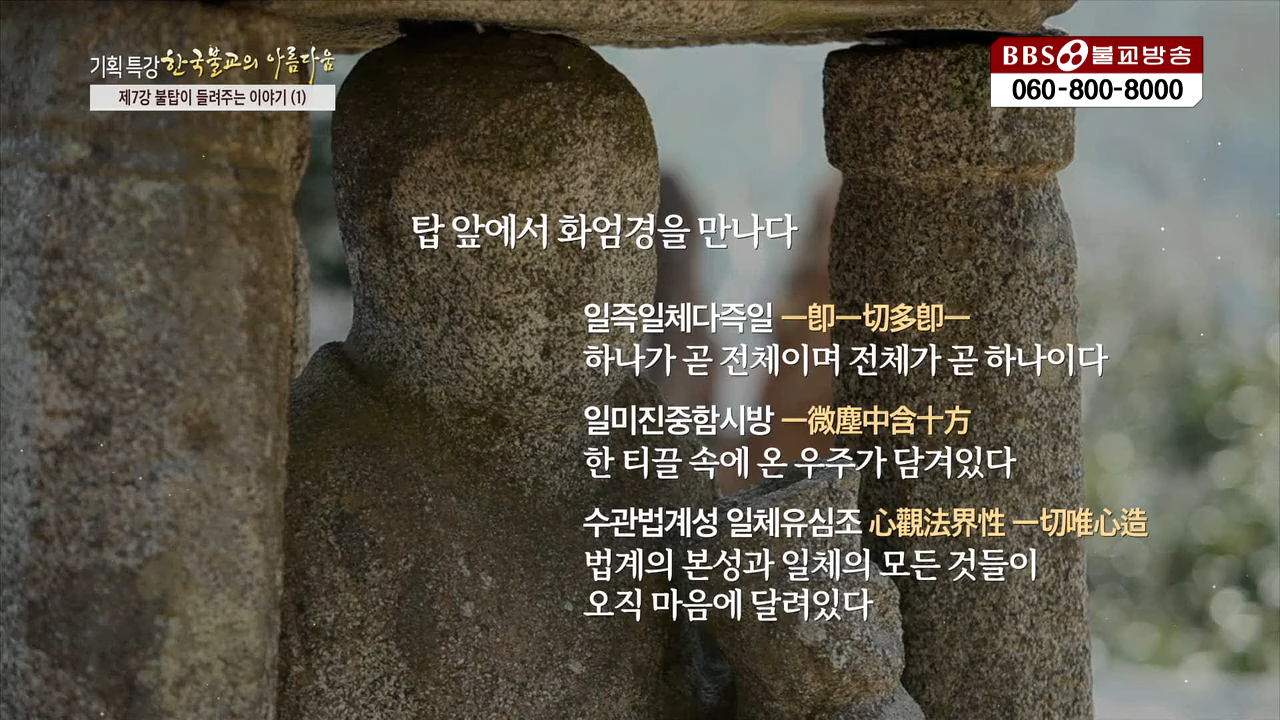 기획 특강 한국불교의 아름다움
제7강 불탑이 들려주는 이야기 (1)
BBS 불교방송
060-800-8000
탑 앞에서 화엄경을 만나다
일즉일체다즉일 一卽一切多卽一
하나가 곧 전체이며 전체가 곧 하나이다
일미진중함시방 一微塵中含十方
한 티끌 속에 온 우주가 담겨있다
수관법계성 일체유심조 心觀法界性 一切唯心造
법계의 본성과 일체의 모든 것들이
오직 마음에 달려있다